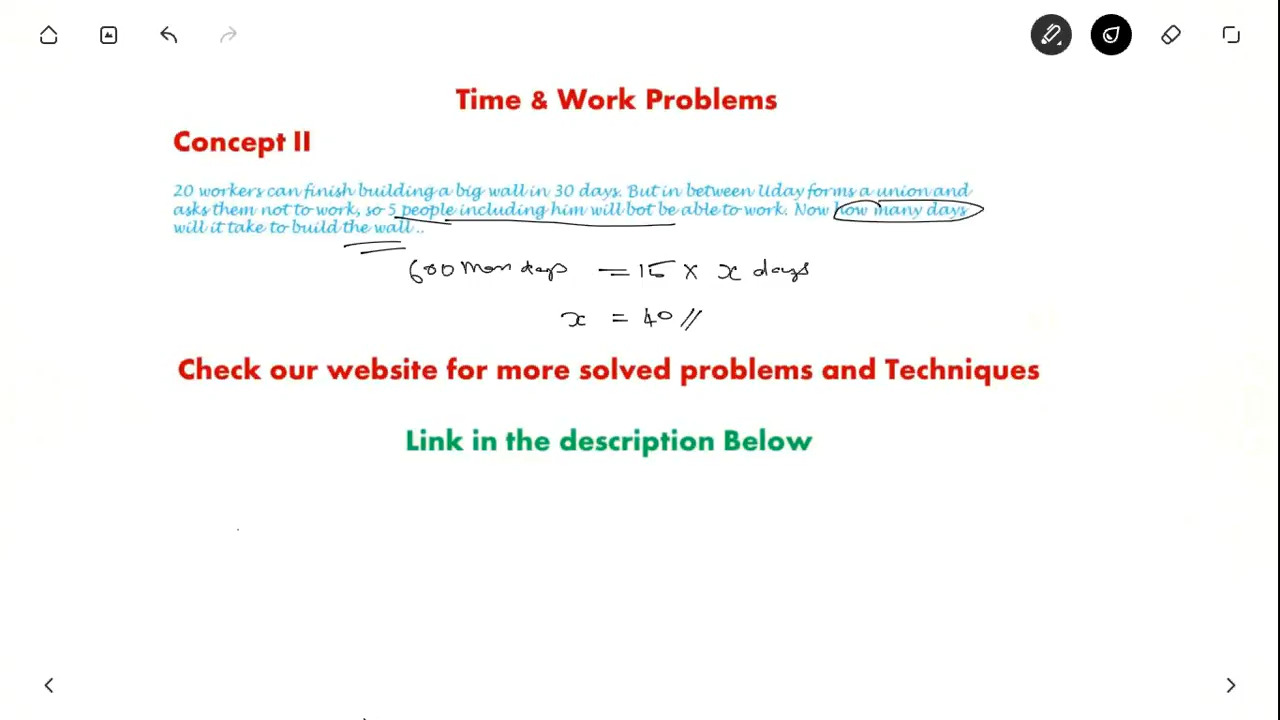 Time & Work Problems
Concept II
20 workers can finish building a big wall in 30 days. But in between Uday forms a union and
asks them not to work, so 5 people including him will bot be able to work. Now how many days
will it take to build the wall..
600 Man days = 15 × x days
x = 40 //
Check our website for more solved problems and Techniques
Link in the description Below